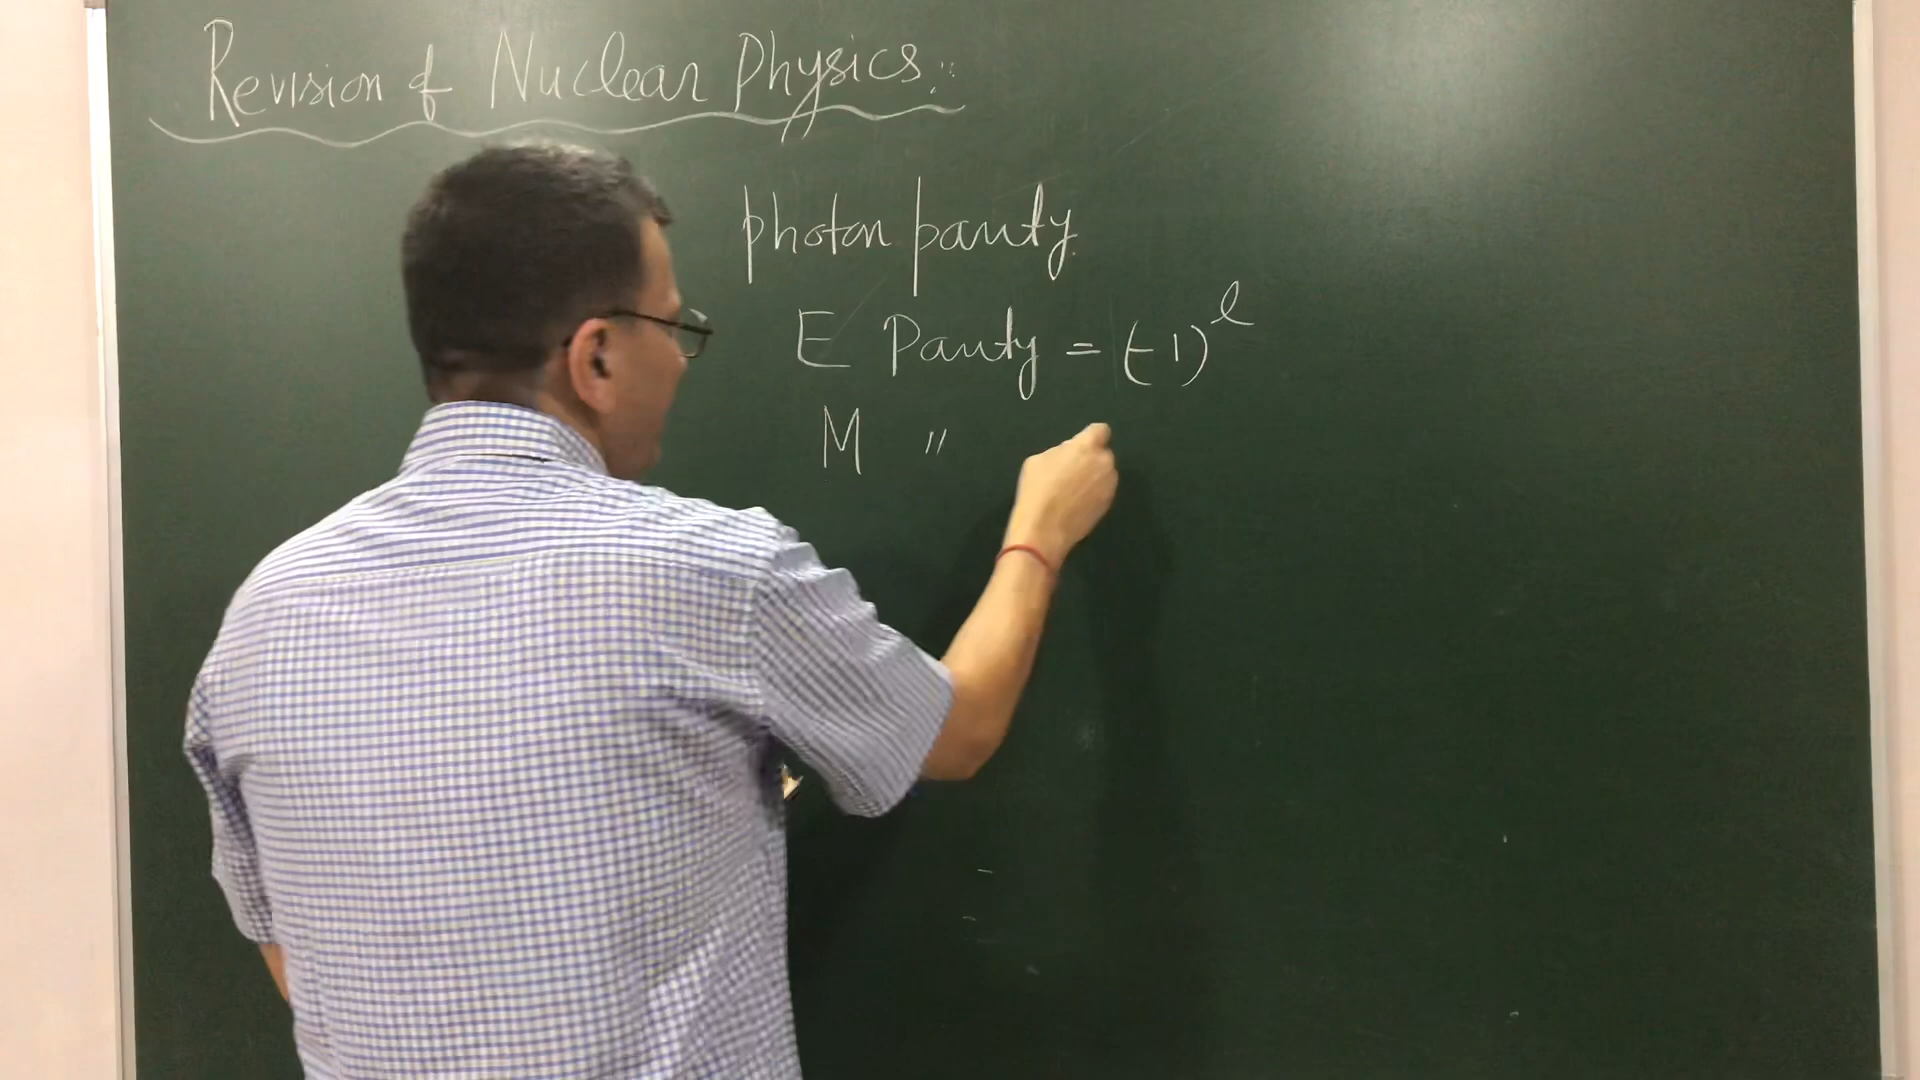 Revision of Nuclear Physics.
photon parity
E Parity = (-1)^l
M "